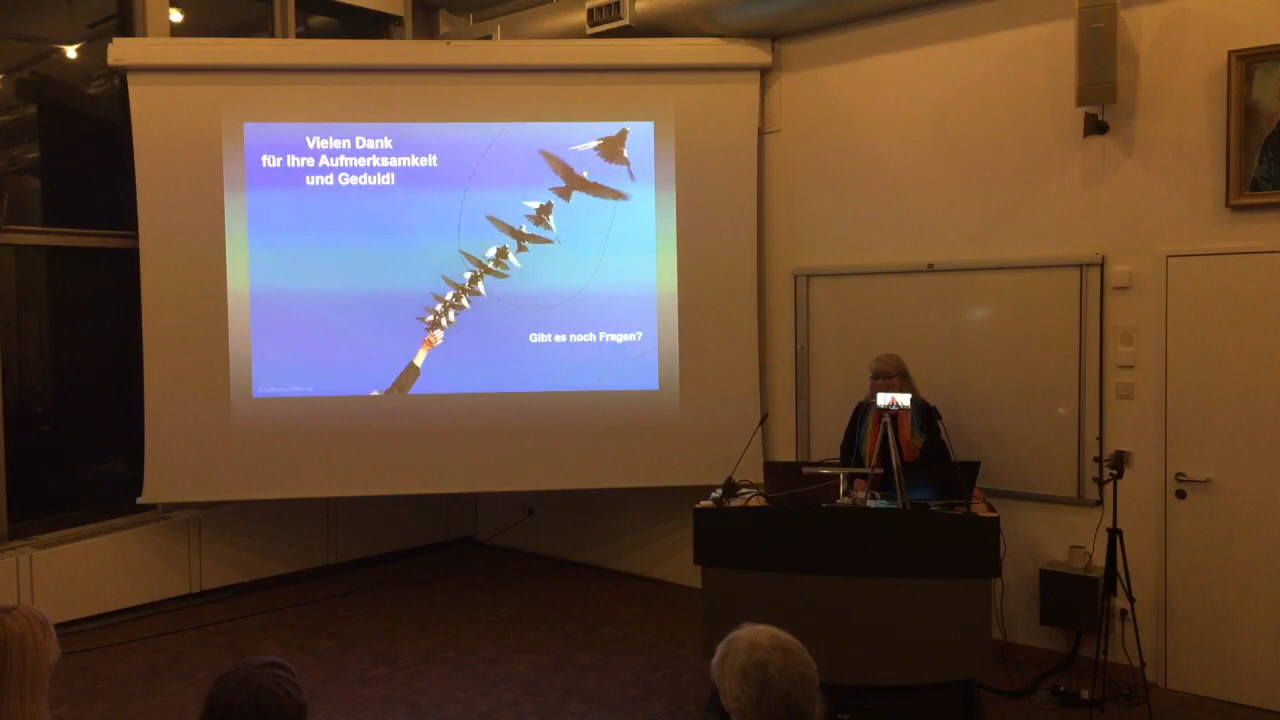 Vielen Dank
für Ihre Aufmerksamkeit
und Geduld!
Gibt es noch Fragen?